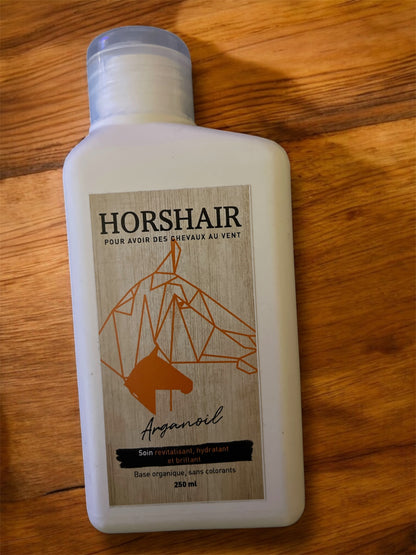 HORSHAIR
POUR AVOIR DES CHEVAUX AU VENT
Arganoil
Soin revitalisant, hydratant
et brillant
Base organique, sans colorants
250 ml